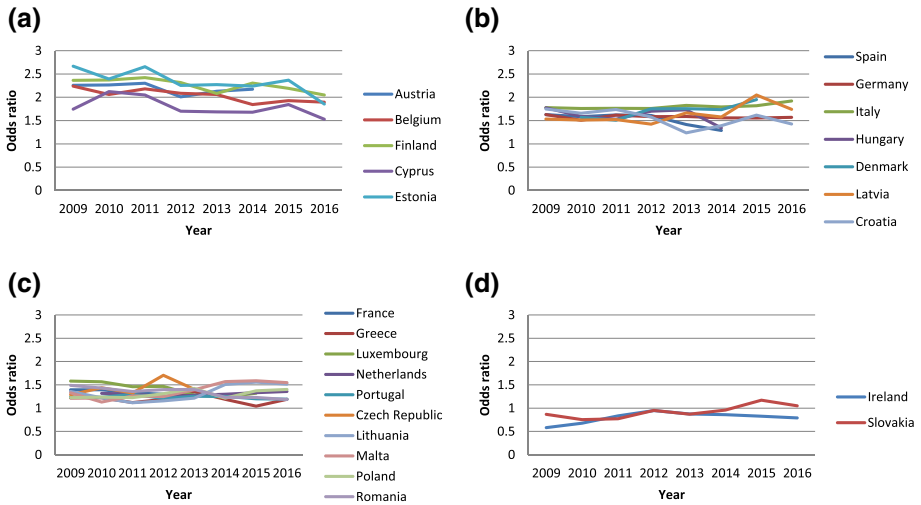 (a)
3
2.5
2
1.5
1
0.5
0
Odds ratio
2009 2010 2011 2012 2013 2014 2015 2016
Year
Austria
Belgium
Finland
Cyprus
Estonia
(b)
3
2.5
2
1.5
1
0.5
0
Odds ratio
2009 2010 2011 2012 2013 2014 2015 2016
Year
Spain
Germany
Italy
Hungary
Denmark
Latvia
Croatia
(c)
3
2.5
2
1.5
1
0.5
0
Odds ratio
2009 2010 2011 2012 2013 2014 2015 2016
Year
France
Greece
Luxembourg
Netherlands
Portugal
Czech Republic
Lithuania
Malta
Poland
Romania
(d)
3
2.5
2
1.5
1
0.5
0
Odds ratio
2009 2010 2011 2012 2013 2014 2015 2016
Year
Ireland
Slovakia